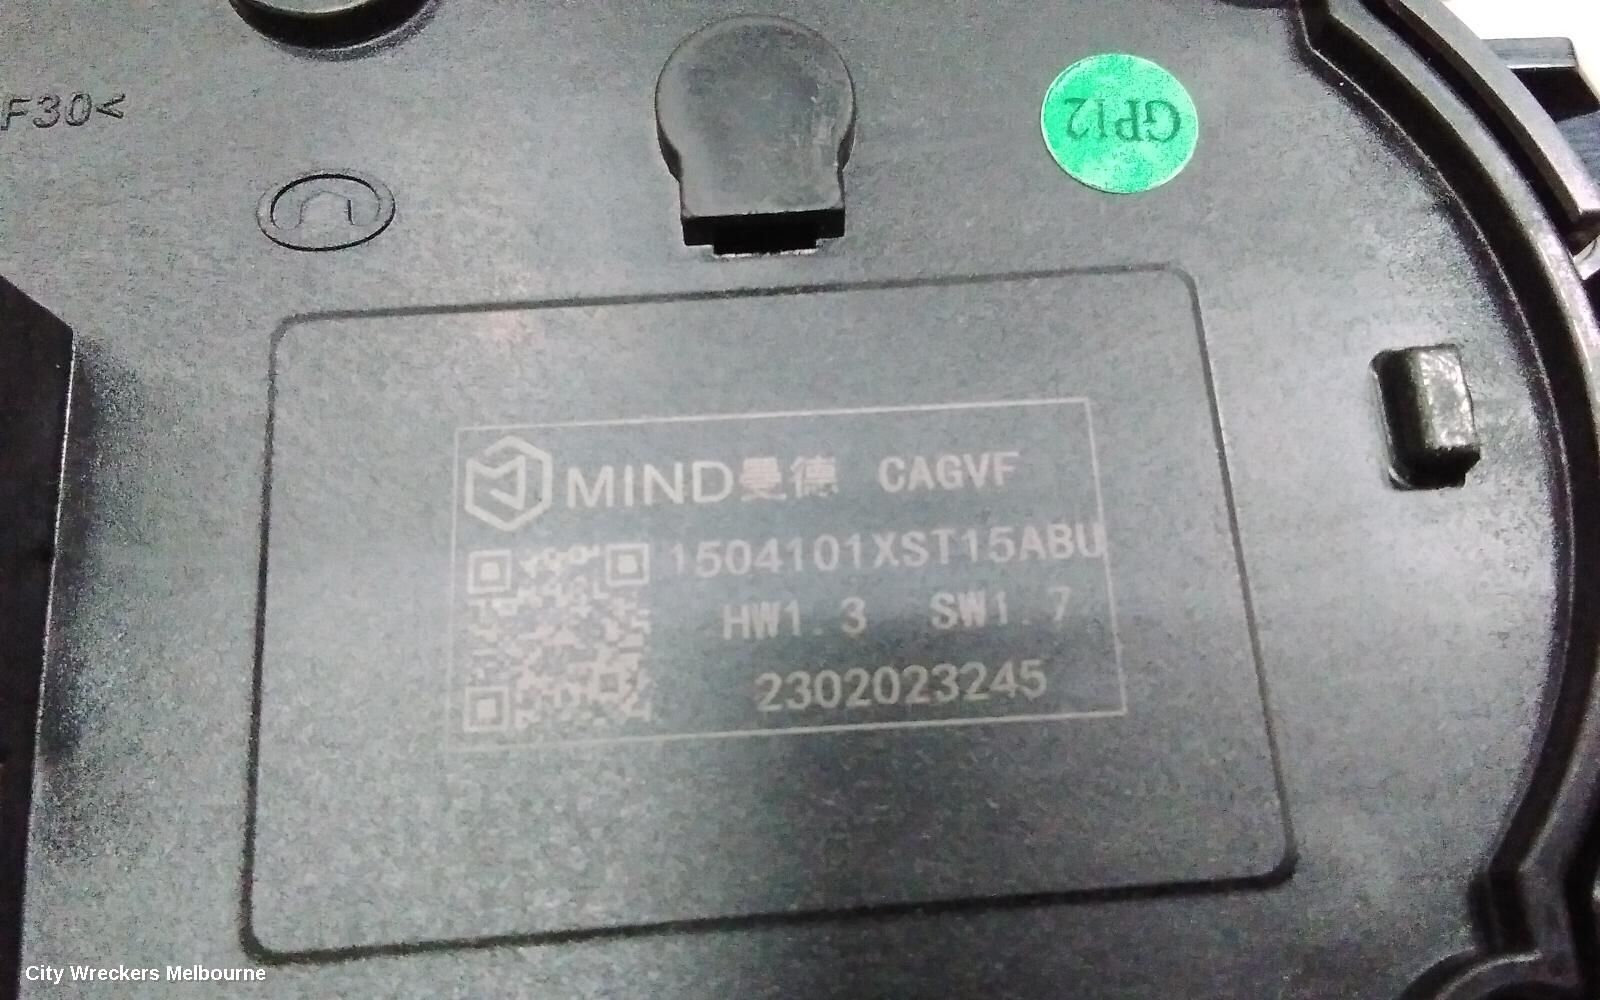 F30<
GP12
MIND曼德 CAGVF
1504101XST15ABU
HW1.3 SW1.7
2302023245
City Wreckers Melbourne